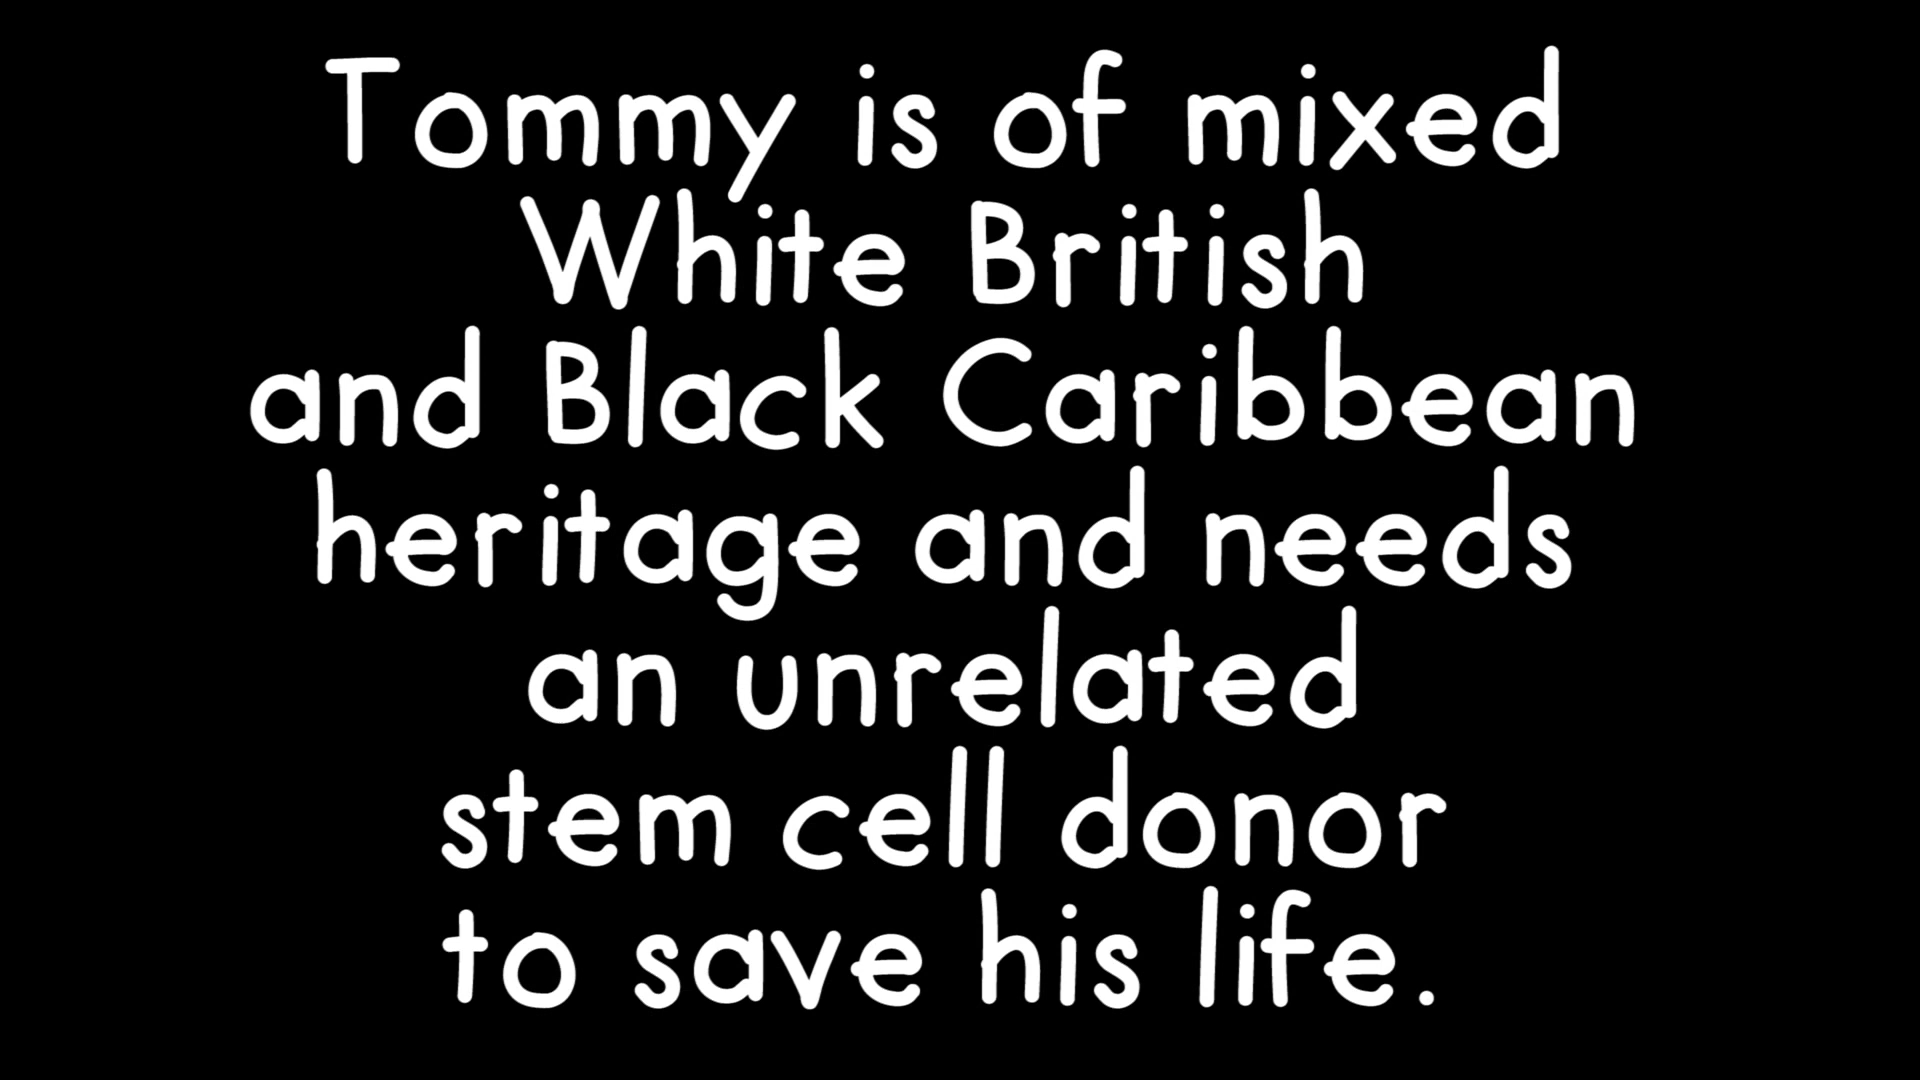 Tommy is of mixed
White British
and Black Caribbean
heritage and needs
an unrelated
stem cell donor
to save his life.